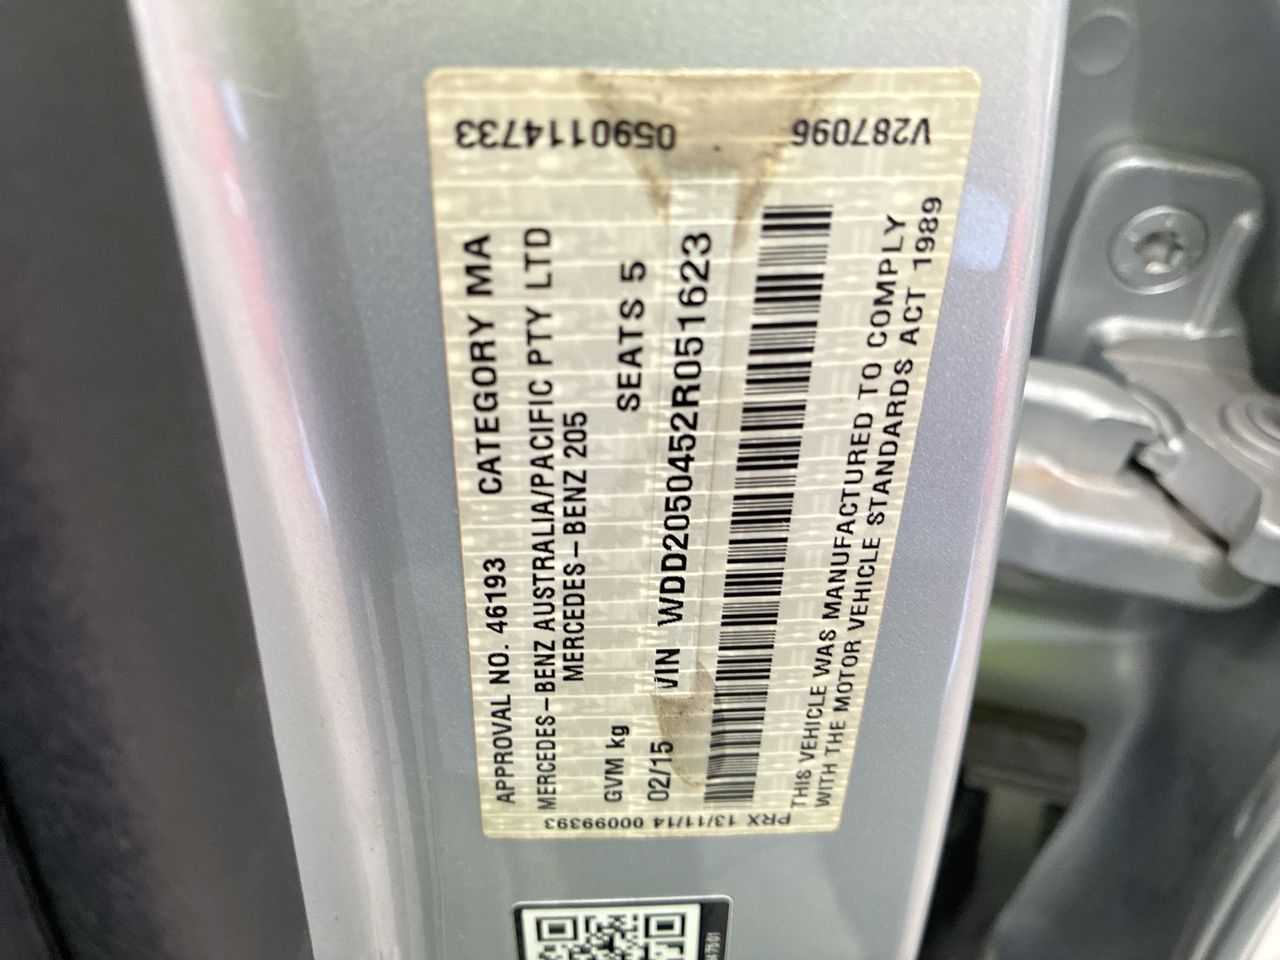 APPROVAL NO. 46193 CATEGORY MA
MERCEDES-BENZ AUSTRALIA/PACIFIC PTY LTD
MERCEDES-BENZ 205
GVM kg SEATS 5
02/15 VIN WDD2050452R051623
THIS VEHICLE WAS MANUFACTURED TO COMPLY
WITH THE MOTOR VEHICLE STANDARDS ACT 1989
0590114733 V287096
PRX 13/11/14 00099393